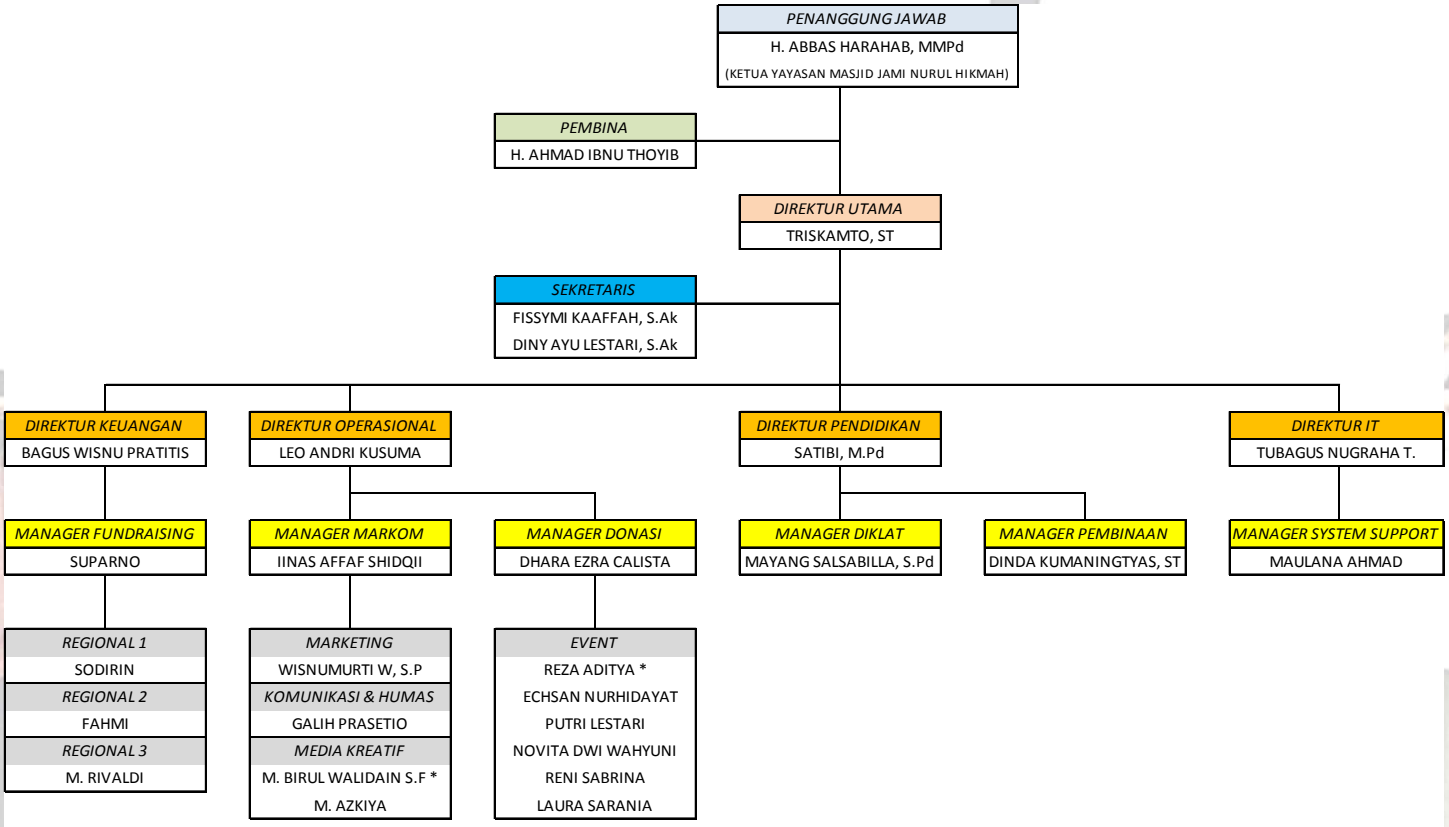 PENANGGUNG JAWAB
H. ABBAS HARAHAB, MMPd
(KETUA YAYASAN MASJID JAMI NURUL HIKMAH)
PEMBINA
H. AHMAD IBNU THOYIB
DIREKTUR UTAMA
TRISKAMTO, ST
SEKRETARIS
FISSYMI KAAFFAH, S.Ak
DINY AYU LESTARI, S.Ak
DIREKTUR KEUANGAN
BAGUS WISNU PRATITIS
DIREKTUR OPERASIONAL
LEO ANDRI KUSUMA
DIREKTUR PENDIDIKAN
SATIBI, M.Pd
DIREKTUR IT
TUBAGUS NUGRAHA T.
MANAGER FUNDRAISING
SUPARNO
MANAGER MARKOM
IINAS AFFAF SHIDQII
MANAGER DONASI
DHARA EZRA CALISTA
MANAGER DIKLAT
MAYANG SALSABILLA, S.Pd
MANAGER PEMBINAAN
DINDA KUMANINGTYAS, ST
MANAGER SYSTEM SUPPORT
MAULANA AHMAD
REGIONAL 1
SODIRIN
REGIONAL 2
FAHMI
REGIONAL 3
M. RIVALDI
MARKETING
WISNUMURTI W, S.P
KOMUNIKASI & HUMAS
GALIH PRASETIO
MEDIA KREATIF
M. BIRUL WALIDAIN S.F *
M. AZKIYA
EVENT
REZA ADITYA *
ECHSAN NURHIDAYAT
PUTRI LESTARI
NOVITA DWI WAHYUNI
RENI SABRINA
LAURA SARANIA